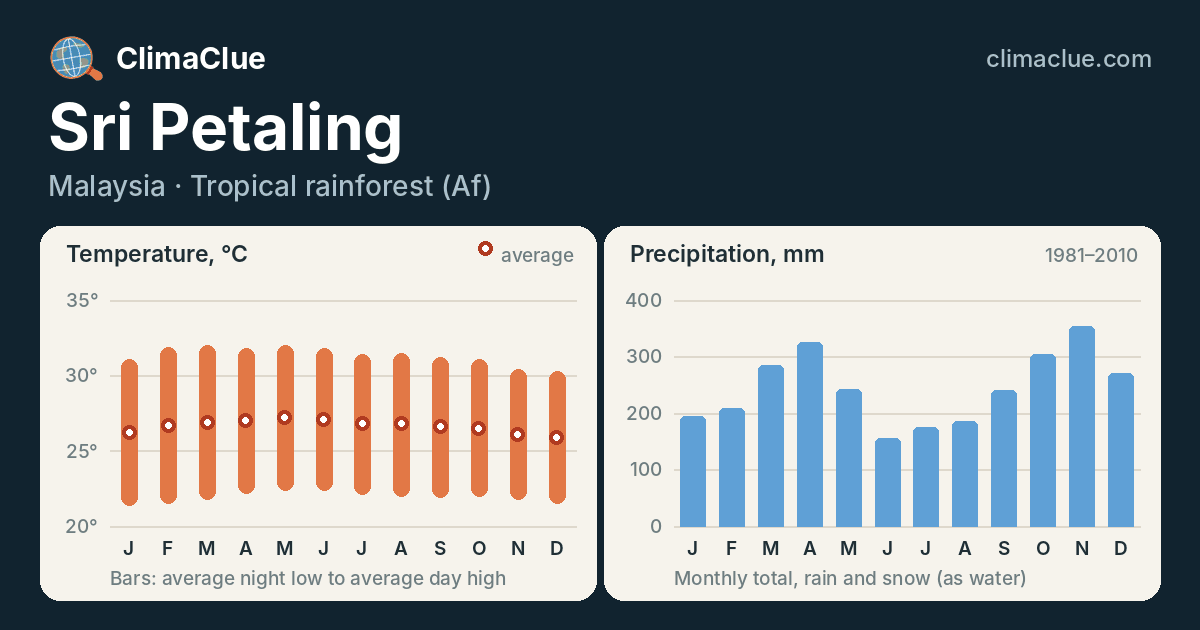 ClimaClue
climaclue.com
Sri Petaling
Malaysia · Tropical rainforest (Af)
Temperature, °C
average
35°
30°
25°
20°
J F M A M J J A S O N D
Bars: average night low to average day high
Precipitation, mm
1981–2010
400
300
200
100
0
J F M A M J J A S O N D
Monthly total, rain and snow (as water)